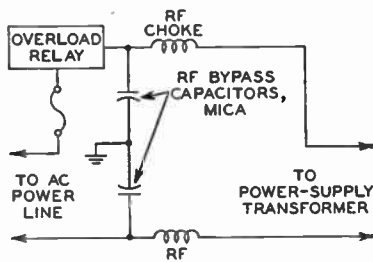 RF
CHOKE
OVERLOAD
RELAY
RF BYPASS
CAPACITORS,
MICA
TO AC
POWER
LINE
TO
POWER-SUPPLY
TRANSFORMER
RF